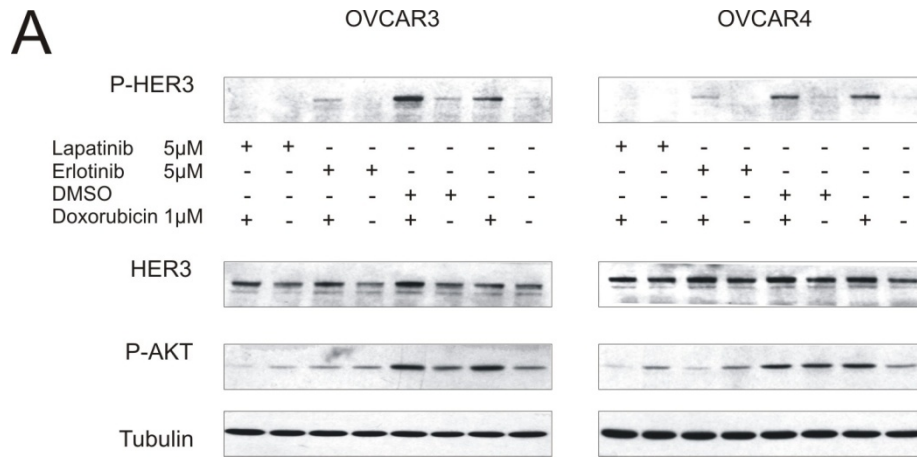 A
OVCAR3 OVCAR4
P-HER3
Lapatinib 5µM + + - - - - - - + + - - - - - -
Erlotinib 5µM - - + + - - - - - - + + - - - -
DMSO - - - - + + - - - - - - + + - -
Doxorubicin 1µM + - + - + - + - + - + - + - + -
HER3
P-AKT
Tubulin